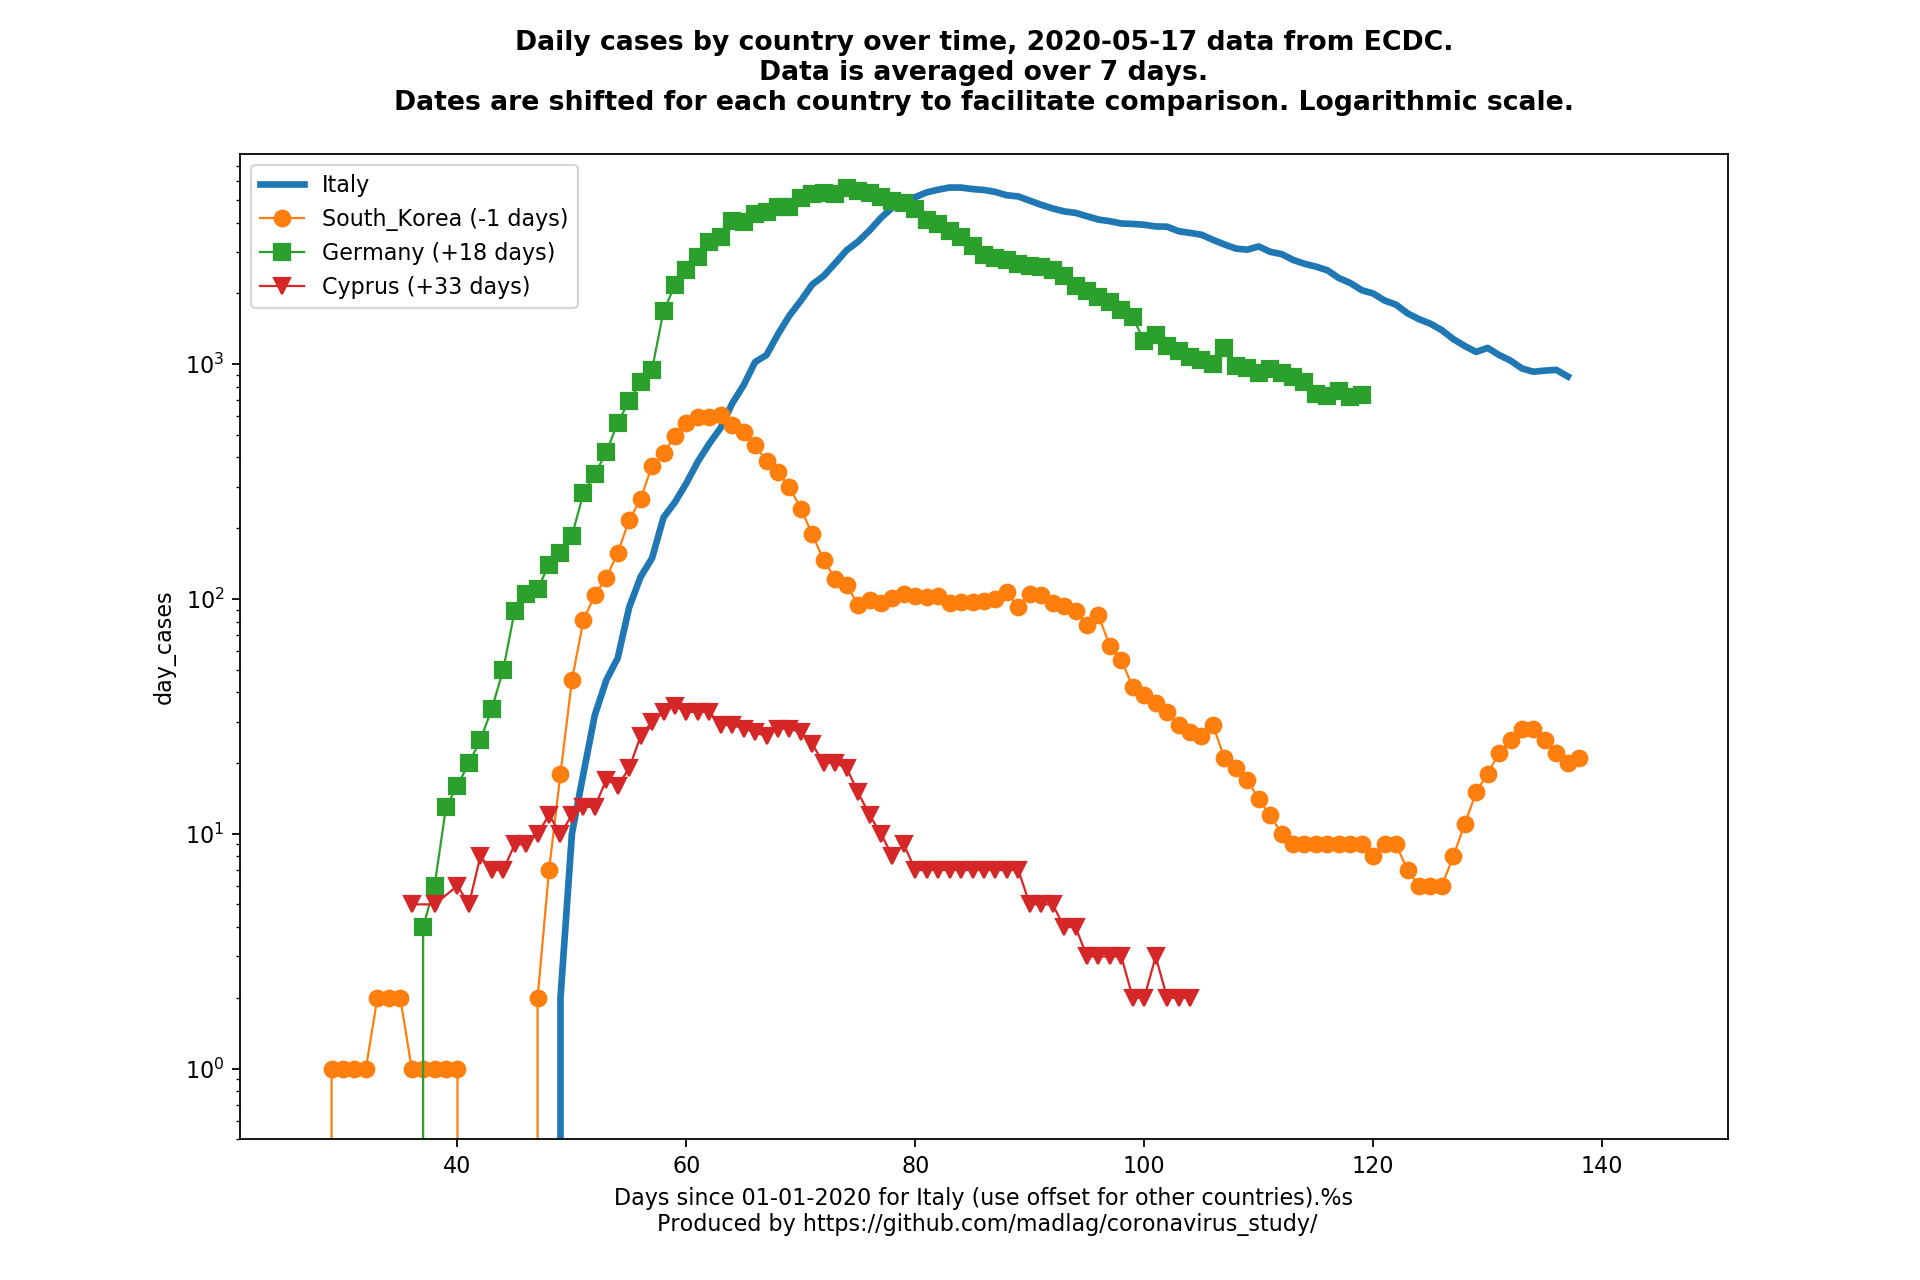 Daily cases by country over time, 2020-05-17 data from ECDC.
Data is averaged over 7 days.
Dates are shifted for each country to facilitate comparison. Logarithmic scale.
Italy
South_Korea (-1 days)
Germany (+18 days)
Cyprus (+33 days)
day_cases
10³
10²
10¹
10⁰
40 60 80 100 120 140
Days since 01-01-2020 for Italy (use offset for other countries).%s
Produced by https://github.com/madlag/coronavirus_study/